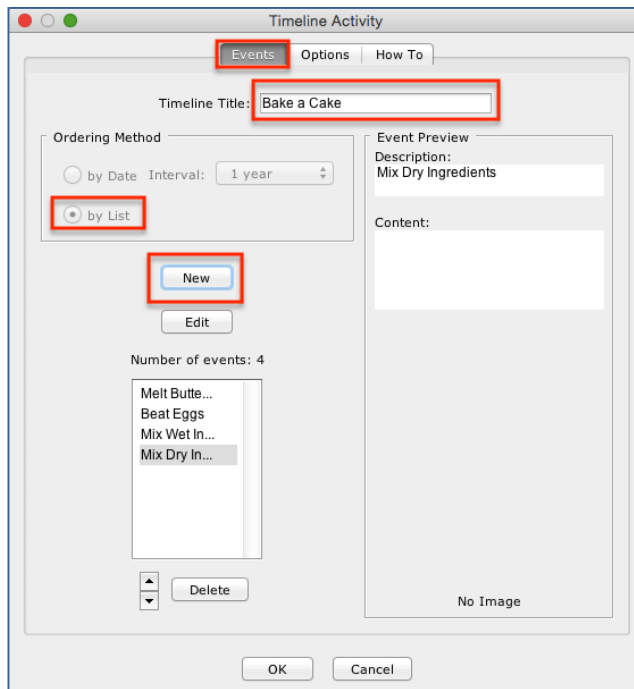 Timeline Activity
Events Options How To
Timeline Title: Bake a Cake
Ordering Method
by Date Interval: 1 year
by List
New
Edit
Number of events: 4
Melt Butte...
Beat Eggs
Mix Wet In...
Mix Dry In...
Delete
Event Preview
Description:
Mix Dry Ingredients
Content:
No Image
OK Cancel